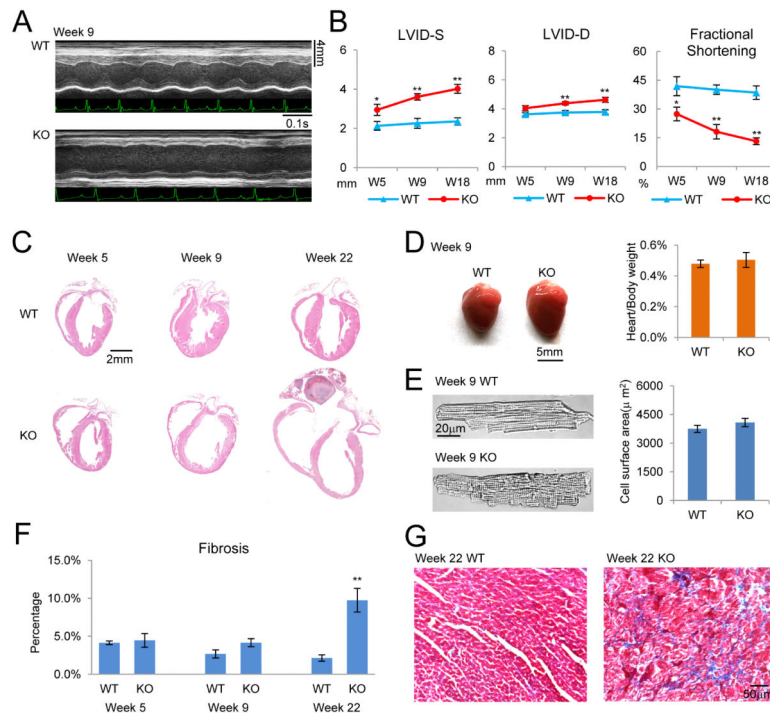 A
Week 9
WT
4mm
0.1s
KO
B
LVID-S
6
4
2
0
mm
W5 W9 W18
* ** **
WT KO
LVID-D
6
4
2
0
mm
W5 W9 W18
** **
WT KO
Fractional
Shortening
60
45
30
15
0
%
W5 W9 W18
* ** **
WT KO
C
Week 5 Week 9 Week 22
WT
2mm
KO
D Week 9
WT KO
5mm
Heart/Body weight
0.6%
0.4%
0.2%
0.0%
WT KO
E Week 9 WT
20μm
Week 9 KO
Cell surface area(μ m²)
6000
4500
3000
1500
0
WT KO
F
Fibrosis
Percentage
15.0%
10.0%
5.0%
0.0%
**
WT KO WT KO WT KO
Week 5 Week 9 Week 22
G
Week 22 WT Week 22 KO
50μm